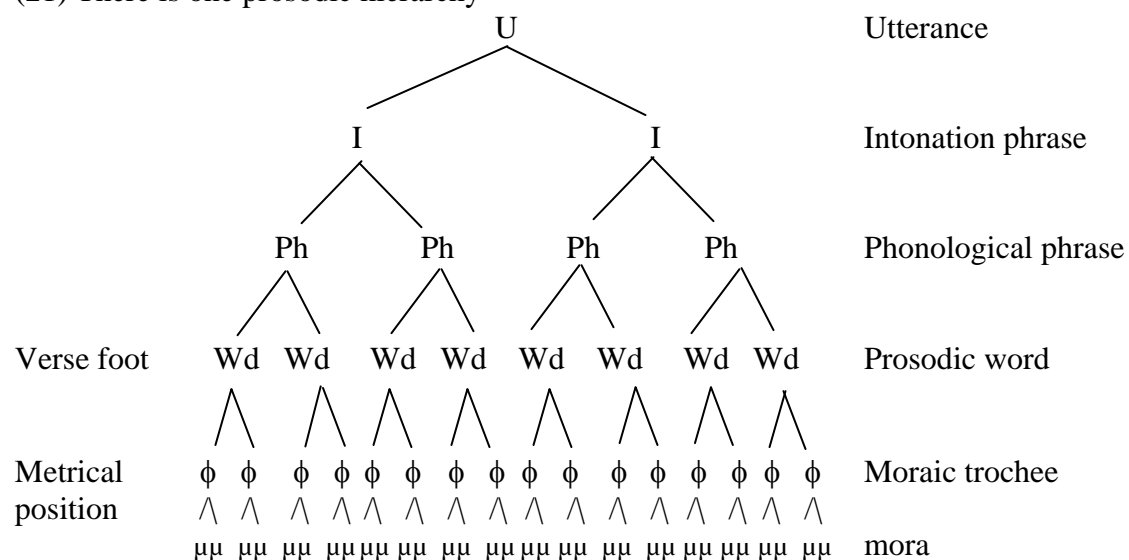 (21) There is one prosodic hierarchy
U Utterance
I I Intonation phrase
Ph Ph Ph Ph Phonological phrase
Verse foot Wd Wd Wd Wd Wd Wd Wd Wd Prosodic word
Metrical ϕ ϕ ϕ ϕ ϕ ϕ ϕ ϕ ϕ ϕ ϕ ϕ ϕ ϕ ϕ ϕ Moraic trochee
position
μμ μμ μμ μμ μμ μμ μμ μμ μμ μμ μμ μμ μμ μμ μμ μμ mora